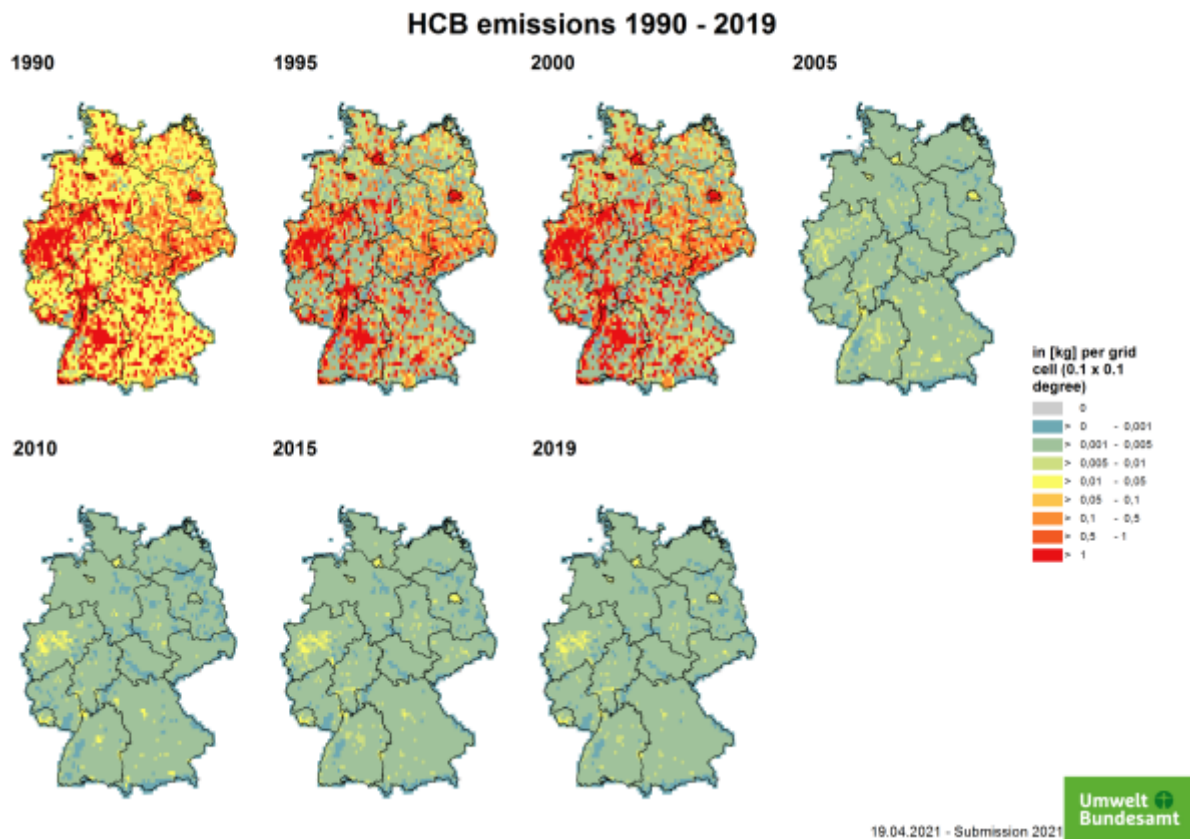 HCB emissions 1990 - 2019
1990
1995
2000
2005
in [kg] per grid
cell (0.1 x 0.1
degree)
0
> 0 - 0,001
> 0,001 - 0,005
> 0,005 - 0,01
> 0,01 - 0,05
> 0,05 - 0,1
> 0,1 - 0,5
> 0,5 - 1
> 1
2010
2015
2019
Umwelt
Bundesamt
19.04.2021 - Submission 2021